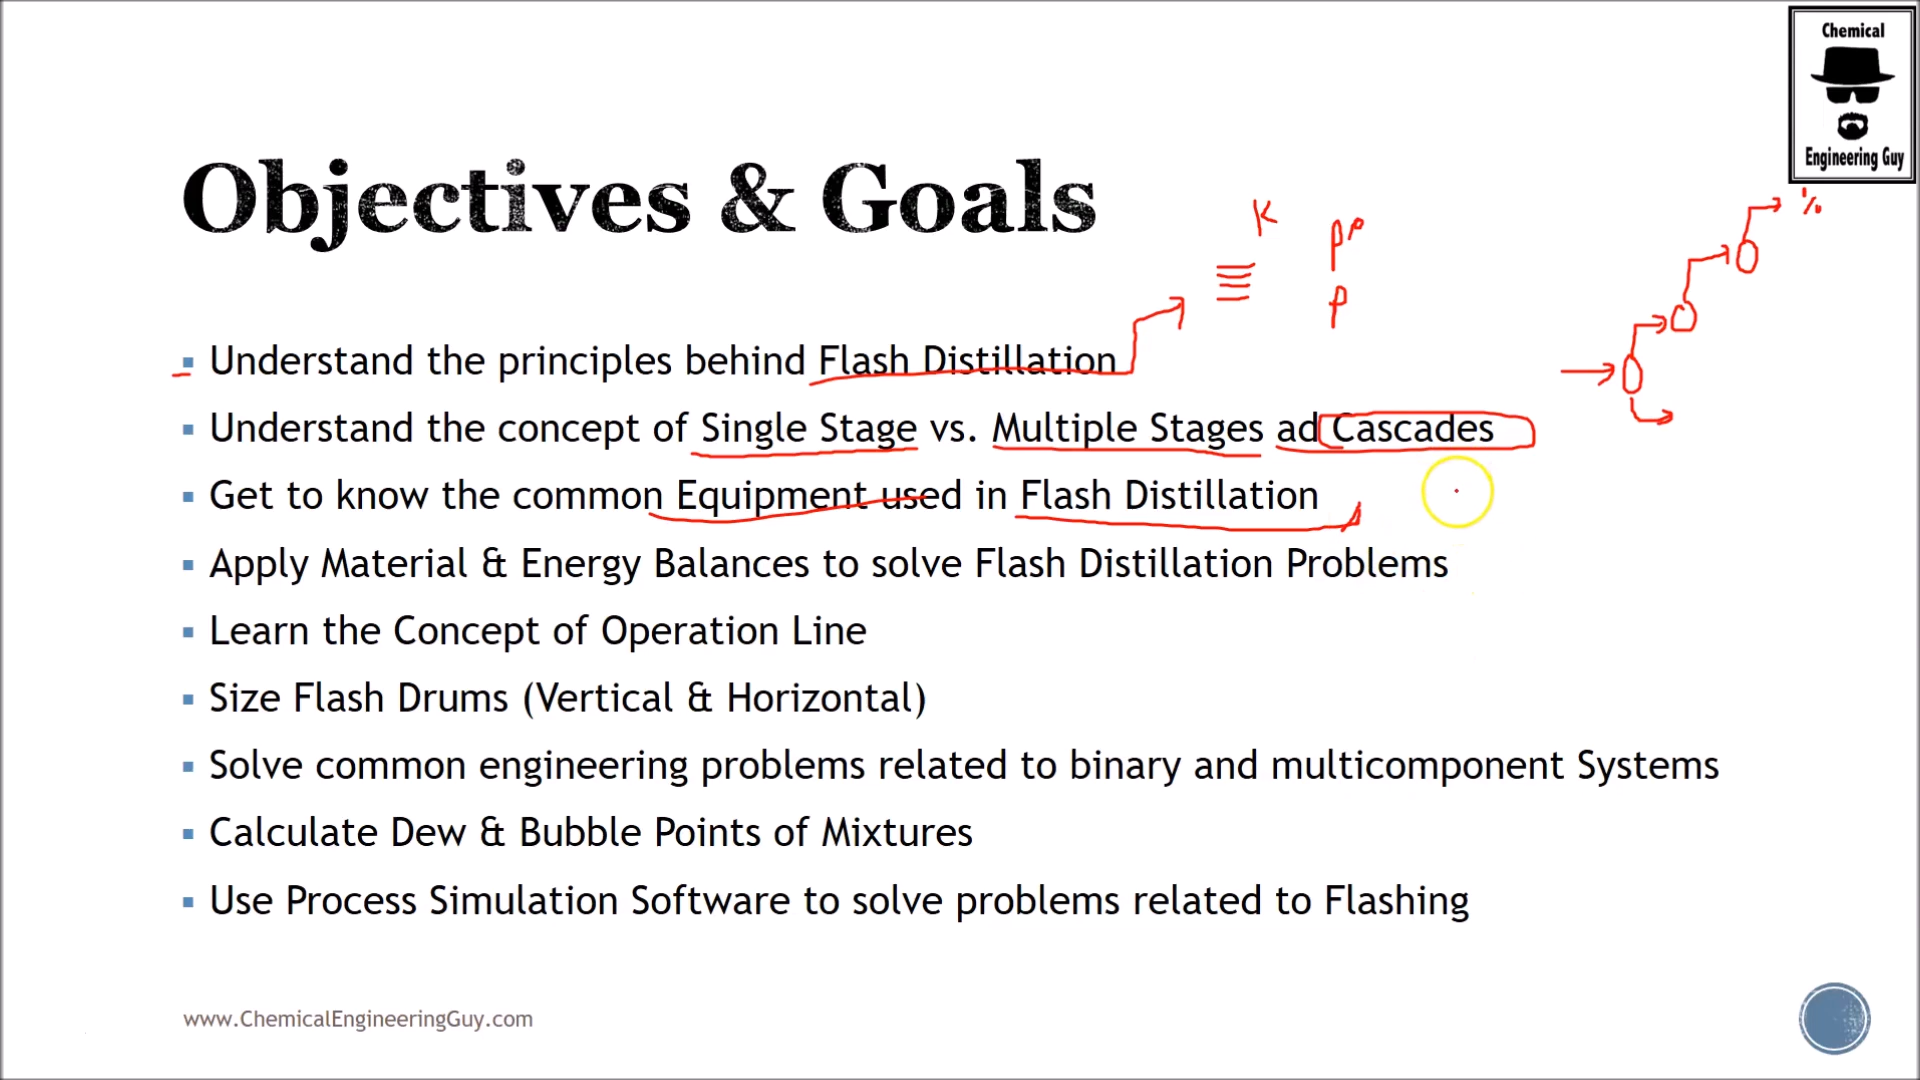 Chemical
Engineering Guy
Objectives & Goals
%
K
PP
P
Understand the principles behind Flash Distillation
Understand the concept of Single Stage vs. Multiple Stages ad Cascades
Get to know the common Equipment used in Flash Distillation
Apply Material & Energy Balances to solve Flash Distillation Problems
Learn the Concept of Operation Line
Size Flash Drums (Vertical & Horizontal)
Solve common engineering problems related to binary and multicomponent Systems
Calculate Dew & Bubble Points of Mixtures
Use Process Simulation Software to solve problems related to Flashing
www.ChemicalEngineeringGuy.com